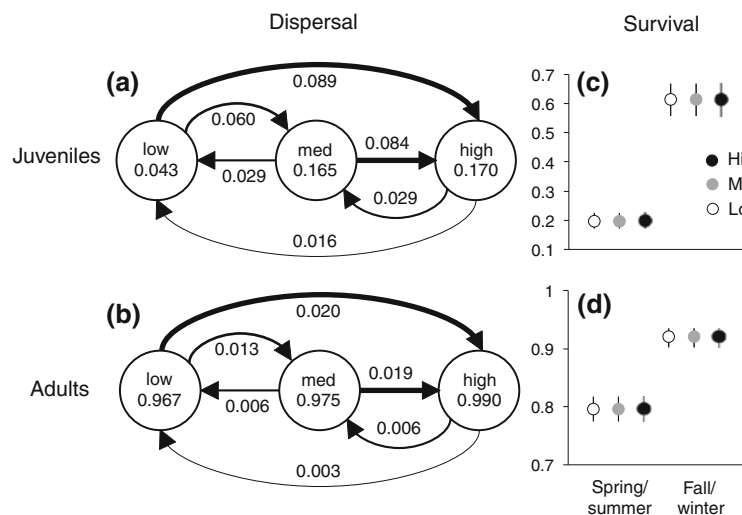 Dispersal
Survival
(a)
0.089
0.060
low
0.043
med
0.165
0.084
high
0.170
0.029
0.029
0.016
Juveniles
(c)
0.7
0.6
0.5
0.4
0.3
0.2
0.1
Hi
M
Lo
(b)
0.020
0.013
low
0.967
med
0.975
0.019
high
0.990
0.006
0.006
0.003
Adults
(d)
1
0.9
0.8
0.7
Spring/
summer
Fall/
winter